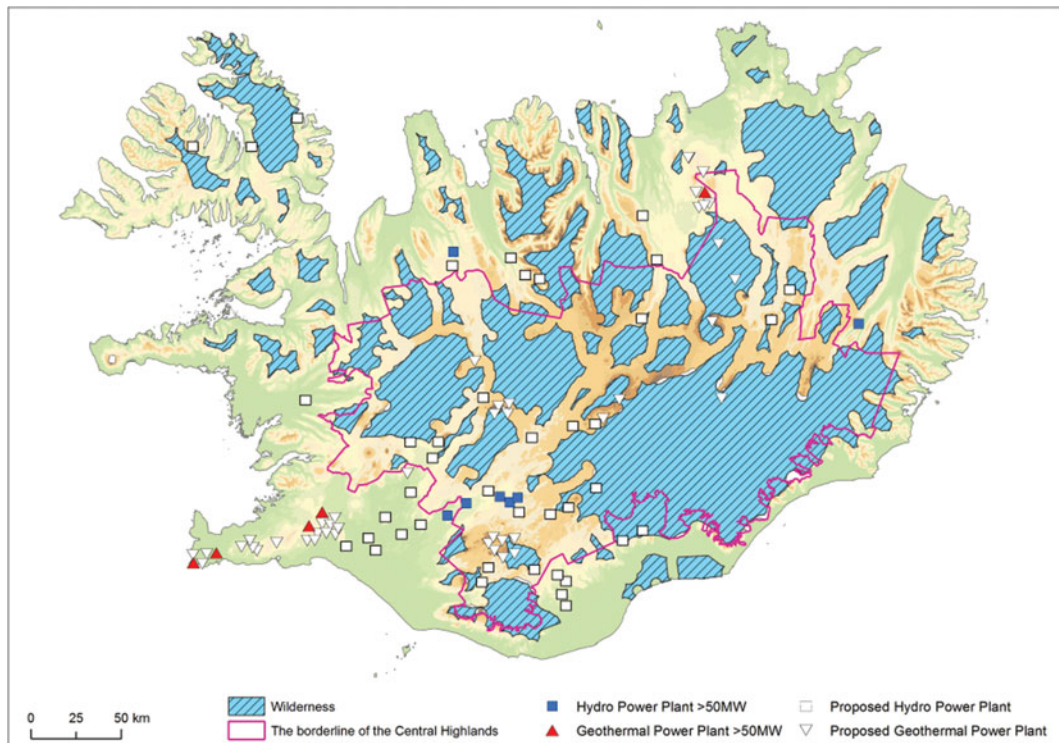 Wilderness
The borderline of the Central Highlands
Hydro Power Plant >50MW
Geothermal Power Plant >50MW
Proposed Hydro Power Plant
Proposed Geothermal Power Plant
0 25 50 km